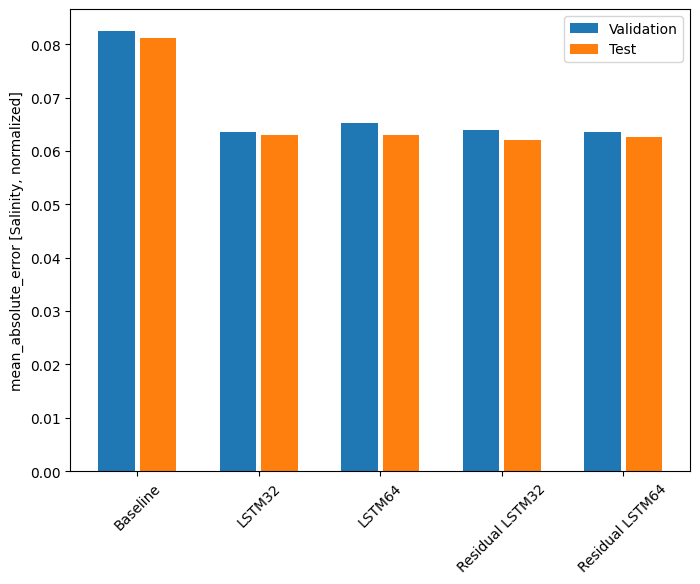 mean_absolute_error [Salinity, normalized]
0.08
0.07
0.06
0.05
0.04
0.03
0.02
0.01
0.00
Validation
Test
Baseline
LSTM32
LSTM64
Residual LSTM32
Residual LSTM64